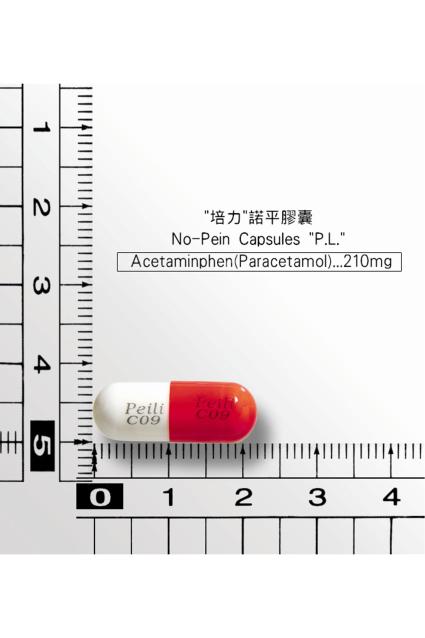 "培力"諾平膠囊
No-Pein Capsules "P.L."
Acetaminphen(Paracetamol)...210mg
1
2
3
4
5
Peili
C09
Peili
C09
0 1 2 3 4